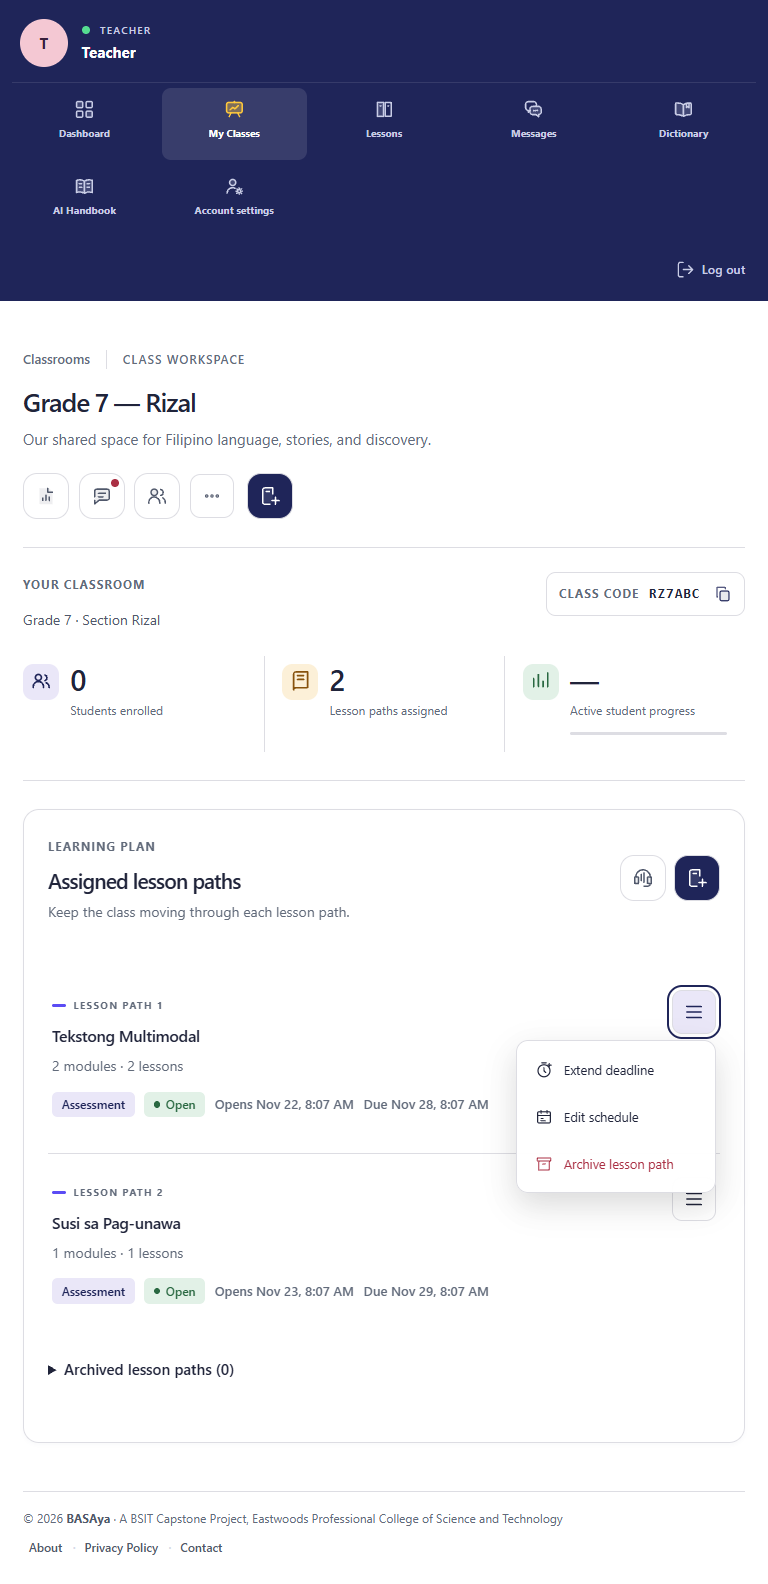 T
TEACHER
Teacher
Dashboard
My Classes
Lessons
Messages
Dictionary
AI Handbook
Account settings
Log out
Classrooms
CLASS WORKSPACE
Grade 7 — Rizal
Our shared space for Filipino language, stories, and discovery.
YOUR CLASSROOM
Grade 7 · Section Rizal
CLASS CODE RZ7ABC
0
Students enrolled
2
Lesson paths assigned
—
Active student progress
LEARNING PLAN
Assigned lesson paths
Keep the class moving through each lesson path.
LESSON PATH 1
Tekstong Multimodal
2 modules · 2 lessons
Assessment Open Opens Nov 22, 8:07 AM Due Nov 28, 8:07 AM
Extend deadline
Edit schedule
Archive lesson path
LESSON PATH 2
Susi sa Pag-unawa
1 modules · 1 lessons
Assessment Open Opens Nov 23, 8:07 AM Due Nov 29, 8:07 AM
Archived lesson paths (0)
© 2026 BASAya · A BSIT Capstone Project, Eastwoods Professional College of Science and Technology
About · Privacy Policy · Contact